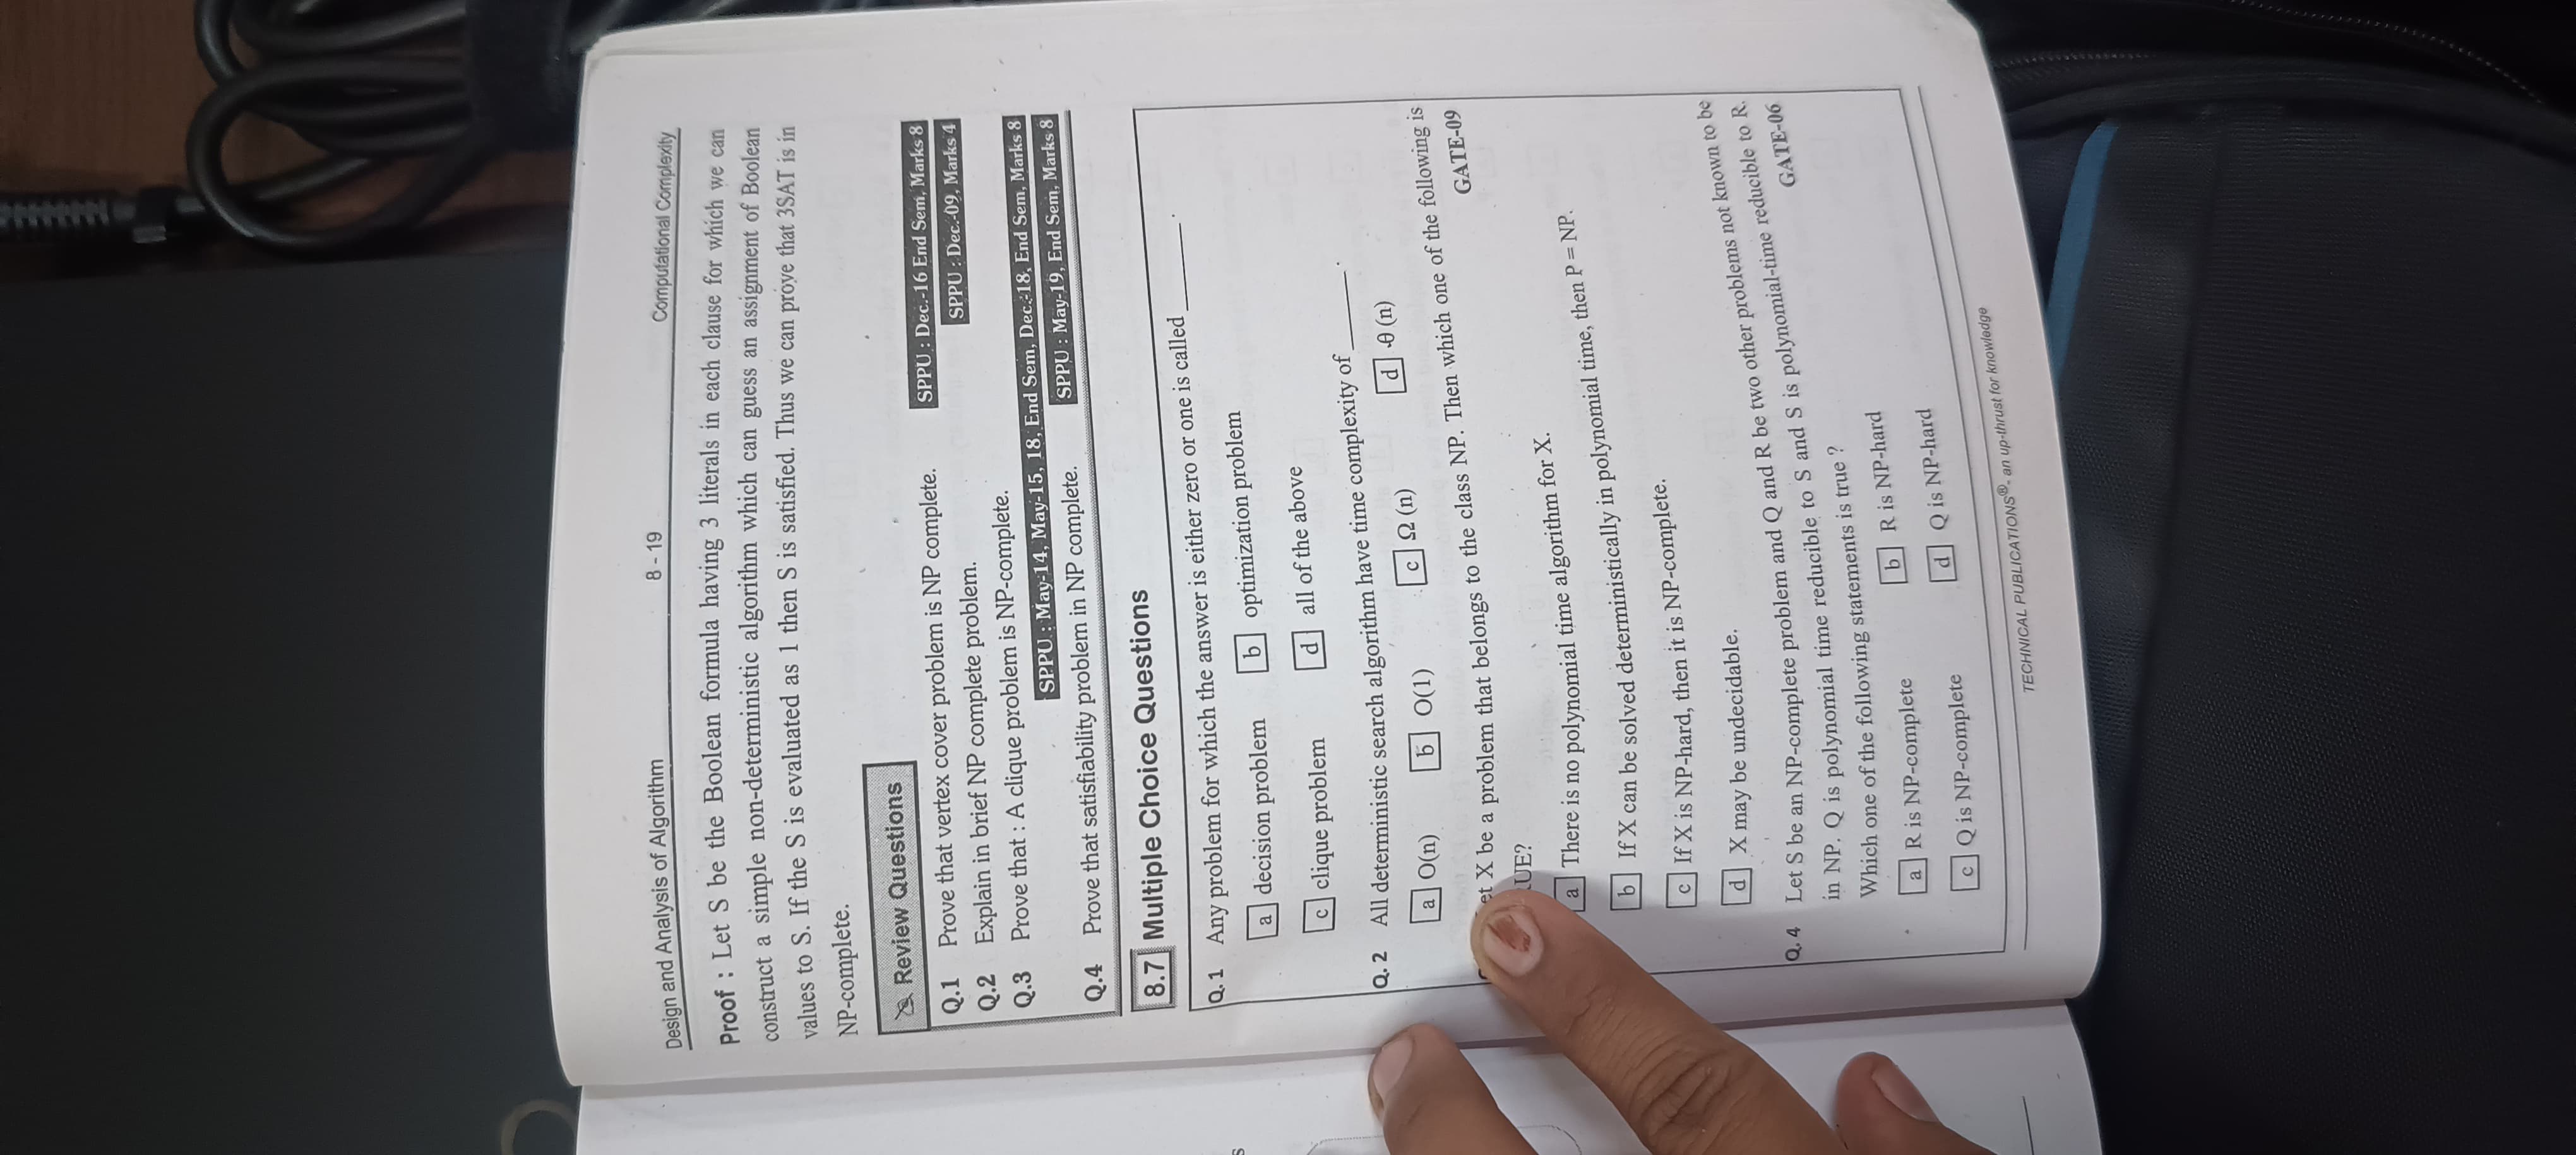 Design and Analysis of Algorithm 8 - 19 Computational Complexity
Proof : Let S be the Boolean formula having 3 literals in each clause for which we can
construct a simple non-deterministic algorithm which can guess an assignment of Boolean
values to S. If the S is evaluated as 1 then S is satisfied. Thus we can prove that 3SAT is in
NP-complete.
Review Questions
Q.1 Prove that vertex cover problem is NP complete. SPPU : Dec.-16 End Sem, Marks 8
Q.2 Explain in brief NP complete problem. SPPU : Dec.-09, Marks 4
Q.3 Prove that : A clique problem is NP-complete.
SPPU : May-14, May-15, 18, End Sem, Dec.-18, End Sem, Marks 8
Q.4 Prove that satisfiability problem in NP complete. SPPU : May-19, End Sem, Marks 8
8.7 Multiple Choice Questions
Q.1 Any problem for which the answer is either zero or one is called ______.
a decision problem b optimization problem
c clique problem d all of the above
Q.2 All deterministic search algorithm have time complexity of ______.
a O(n) b O(1) c Ω (n) d θ (n)
et X be a problem that belongs to the class NP. Then which one of the following is
UE? GATE-09
a There is no polynomial time algorithm for X.
b If X can be solved deterministically in polynomial time, then P = NP.
c If X is NP-hard, then it is NP-complete.
d X may be undecidable.
Q.4 Let S be an NP-complete problem and Q and R be two other problems not known to be
in NP. Q is polynomial time reducible to S and S is polynomial-time reducible to R.
Which one of the following statements is true ? GATE-06
a R is NP-complete b R is NP-hard
c Q is NP-complete d Q is NP-hard
TECHNICAL PUBLICATIONS®- an up-thrust for knowledge
s